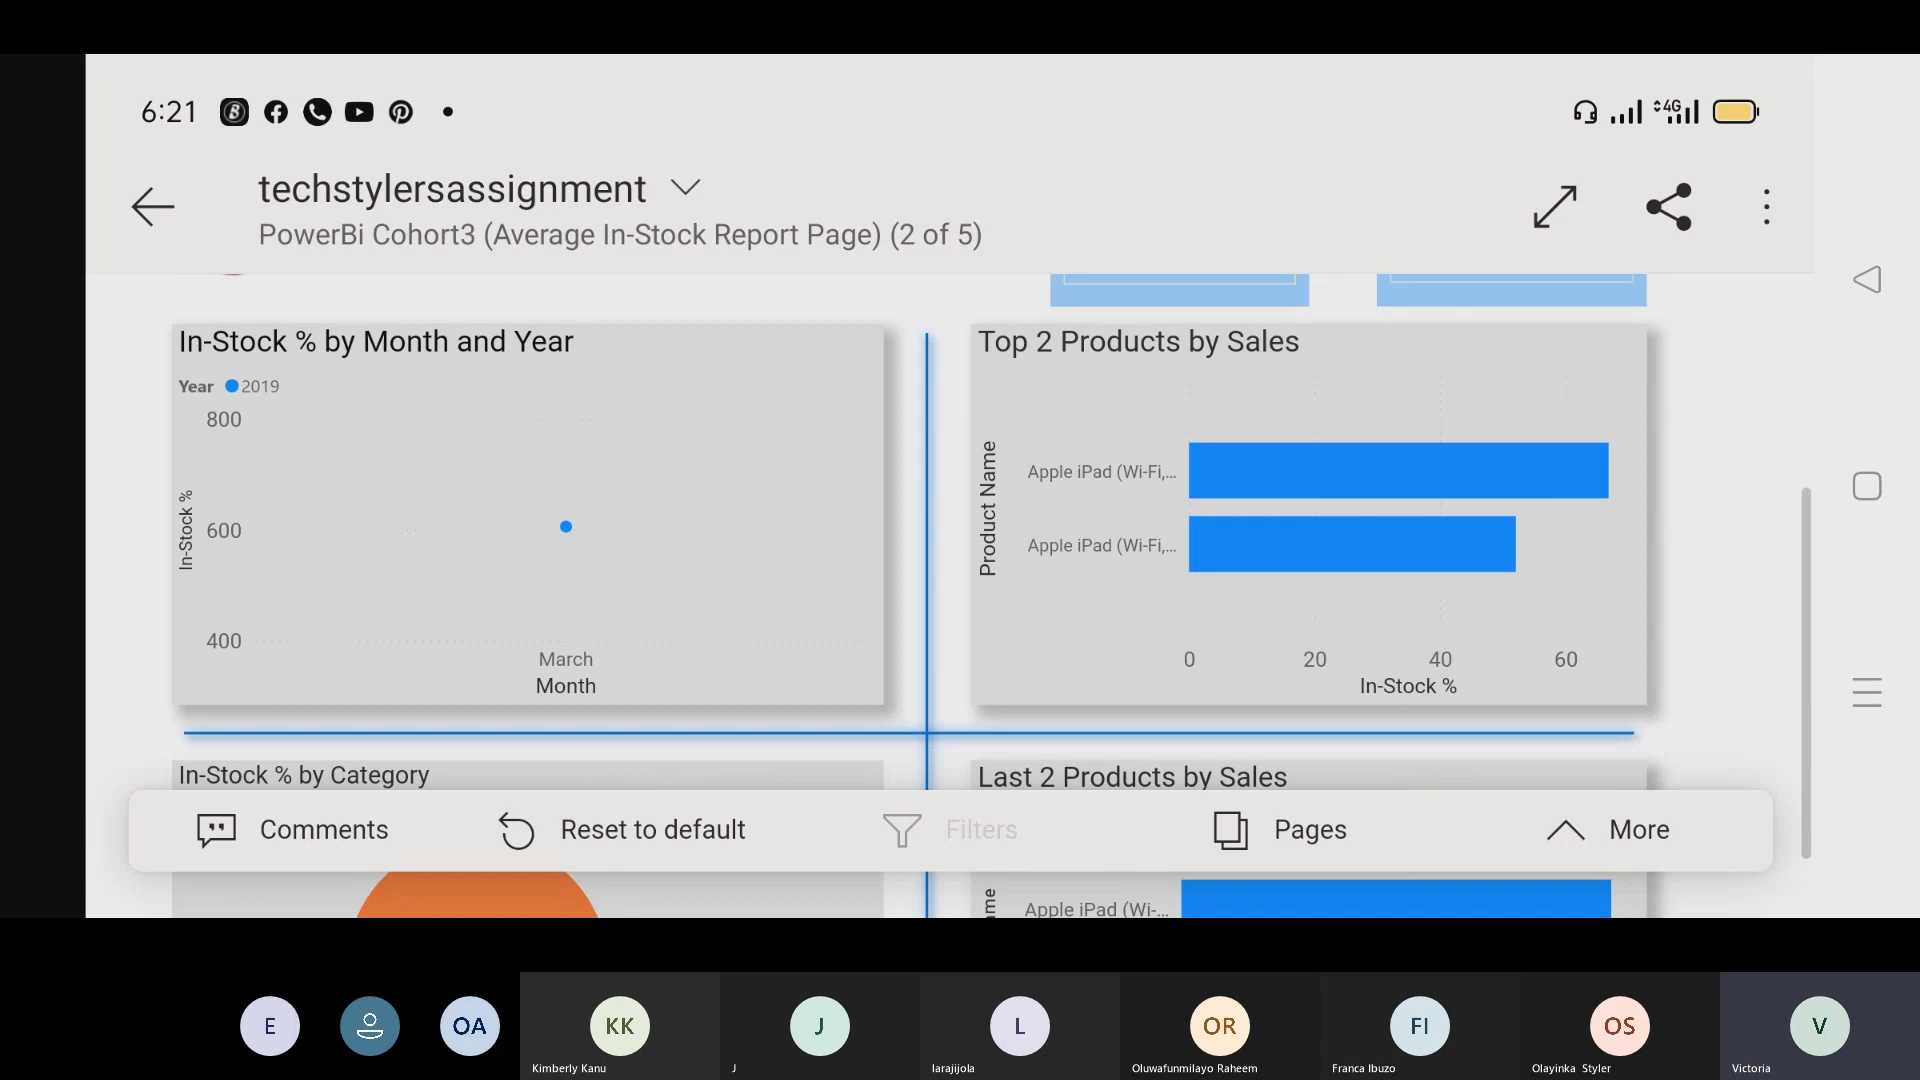 6:21
4G
techstylersassignment
PowerBi Cohort3 (Average In-Stock Report Page) (2 of 5)
In-Stock % by Month and Year
Year 2019
800
600
400
In-Stock %
March
Month
Top 2 Products by Sales
Product Name
Apple iPad (Wi-Fi,...
Apple iPad (Wi-Fi,...
0 20 40 60
In-Stock %
In-Stock % by Category
Last 2 Products by Sales
Comments
Reset to default
Filters
Pages
More
Apple iPad (Wi-...
E
OA
KK
Kimberly Kanu
J
J
L
larajijola
OR
Oluwafunmilayo Raheem
FI
Franca Ibuzo
OS
Olayinka Styler
V
Victoria